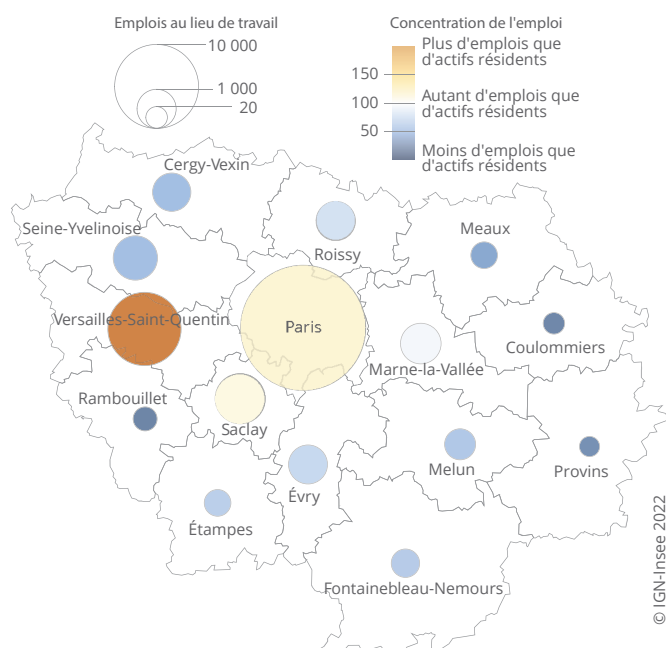 Emplois au lieu de travail
10 000
1 000
20
Concentration de l'emploi
Plus d'emplois que
d'actifs résidents
150
Autant d'emplois que
d'actifs résidents
100
50
Moins d'emplois que
d'actifs résidents
Cergy-Vexin
Seine-Yvelinoise
Roissy
Meaux
Versailles-Saint-Quentin
Paris
Coulommiers
Marne-la-Vallée
Rambouillet
Saclay
Melun
Provins
Évry
Étampes
Fontainebleau-Nemours
© IGN-Insee 2022